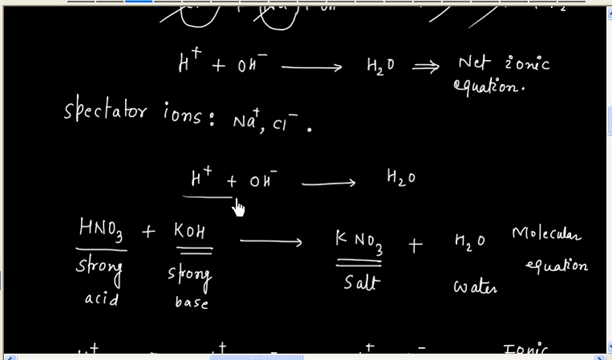 H⁺ + OH⁻ ⟶ H₂O ⟹ Net ionic
equation.
Spectator ions: Na⁺, Cl⁻.
H⁺ + OH⁻ ⟶ H₂O
HNO₃ + KOH ⟶ KNO₃ + H₂O Molecular
strong strong salt water equation
acid base
Ionic